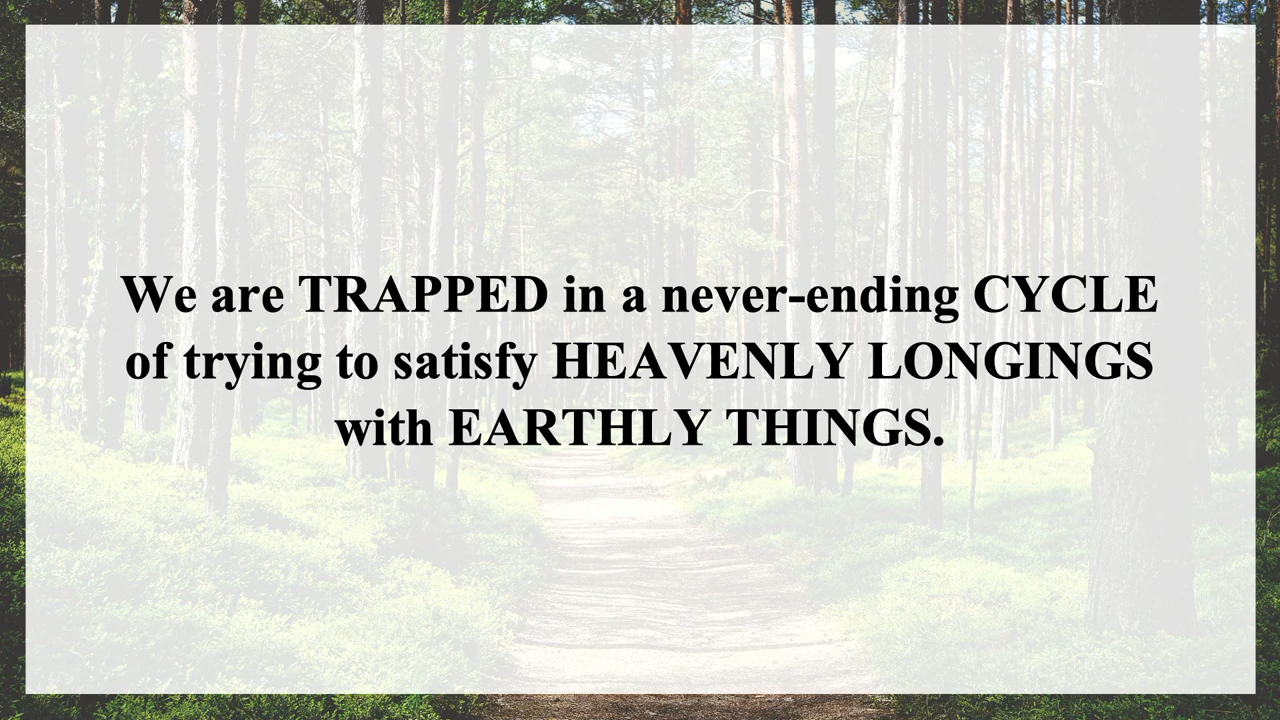 We are TRAPPED in a never-ending CYCLE
of trying to satisfy HEAVENLY LONGINGS
with EARTHLY THINGS.